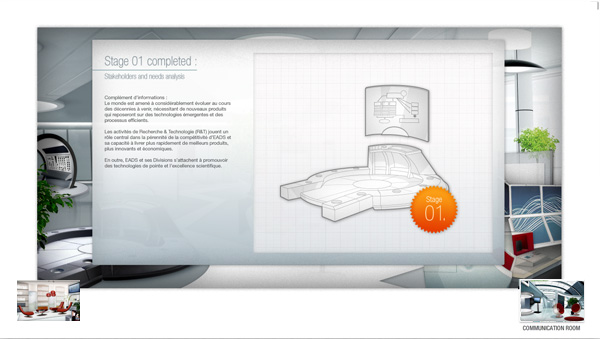 Stage 01 completed :
Stakeholders and needs analysis
Complément d'informations :
Le monde est amené à considérablement évoluer au cours
des décennies à venir, nécessitant de nouveaux produits
qui reposeront sur des technologies émergentes et des
processus efficients.
Les activités de Recherche & Technologie (R&T) jouent un
rôle central dans la pérennité de la compétitivité d'EADS et
sa capacité à livrer plus rapidement de meilleurs produits,
plus innovants et économiques.
En outre, EADS et ses Divisions s'attachent à promouvoir
des technologies de pointe et l'excellence scientifique.
Stage
01.
COMMUNICATION ROOM